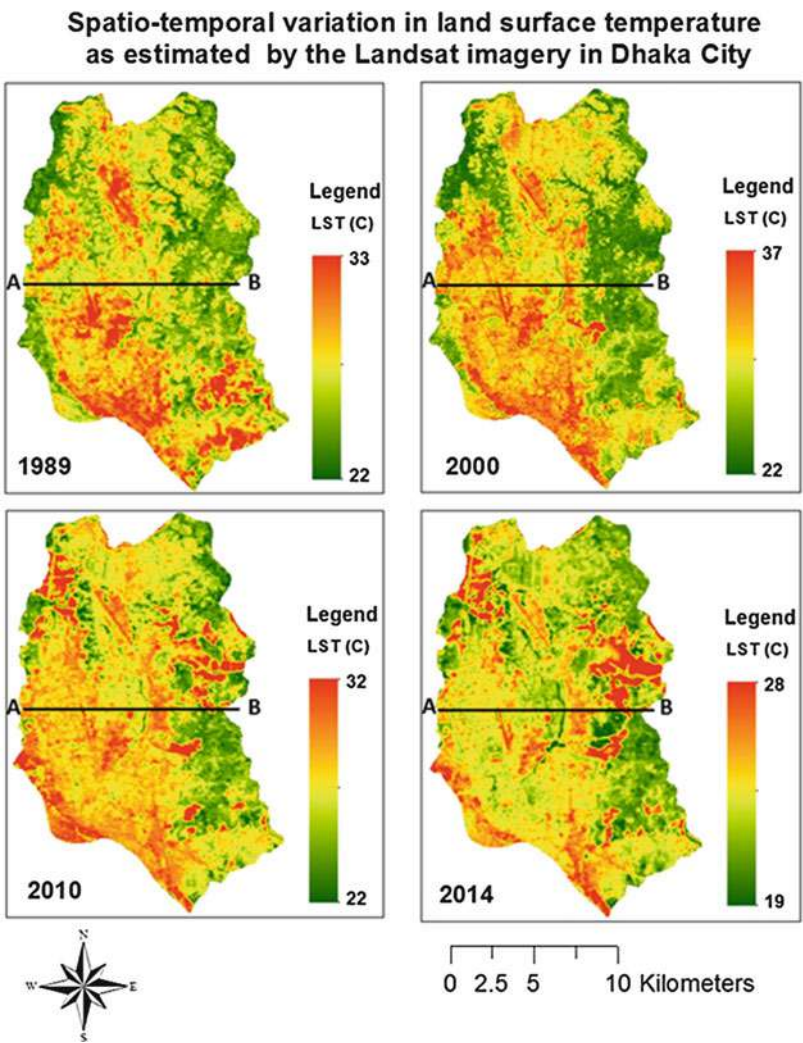 Spatio-temporal variation in land surface temperature
as estimated by the Landsat imagery in Dhaka City
Legend
LST (C)
33
22
A
B
1989
Legend
LST (C)
37
22
A
B
2000
Legend
LST (C)
32
22
A
B
2010
Legend
LST (C)
28
19
A
B
2014
N
W
E
S
0 2.5 5 10 Kilometers